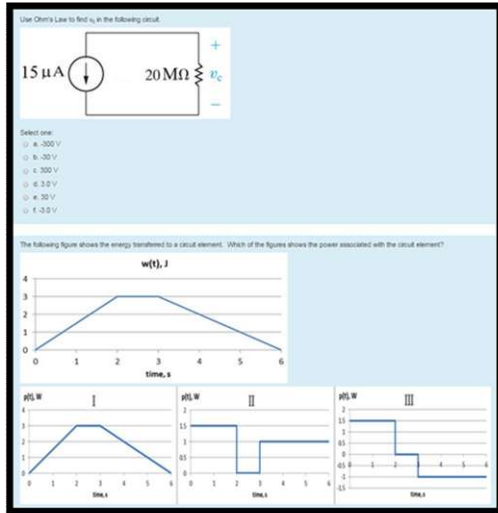 Use Ohm's Law to find v꜀ in the following circuit.
15 μA
20 MΩ
+
v꜀
−
Select one:
a. -300 V
b. -30 V
c. 300 V
d. 3.0 V
e. 30 V
f. -3.0 V
The following figure shows the energy transferred to a circuit element. Which of the figures shows the power associated with the circuit element?
w(t), J
4
3
2
1
0
0 1 2 3 4 5 6
time, s
p(t), W
I
4
3
2
1
0
0 1 2 3 4 5 6
time, s
p(t), W
II
2
1.5
1
0.5
0
0 1 2 3 4 5 6
time, s
p(t), W
III
2
1.5
1
0.5
0
-0.5
-1
-1.5
0 1 2 3 4 5 6
time, s